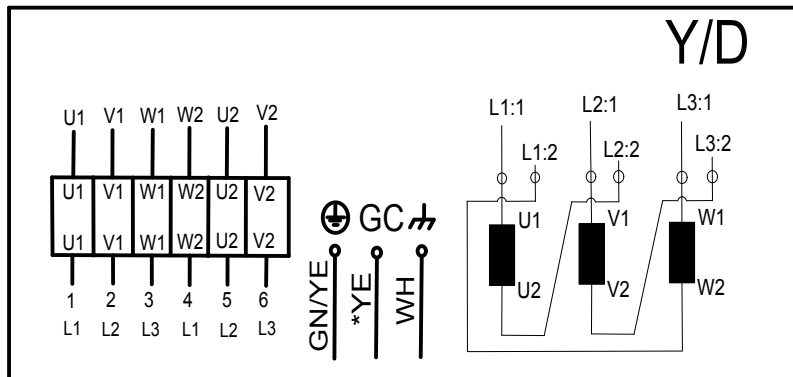 Y/D
U1 V1 W1 W2 U2 V2
U1 V1 W1 W2 U2 V2
U1 V1 W1 W2 U2 V2
1 2 3 4 5 6
L1 L2 L3 L1 L2 L3
GC
GN/YE
*YE
WH
L1:1 L2:1 L3:1
L1:2 L2:2 L3:2
U1 V1 W1
U2 V2 W2